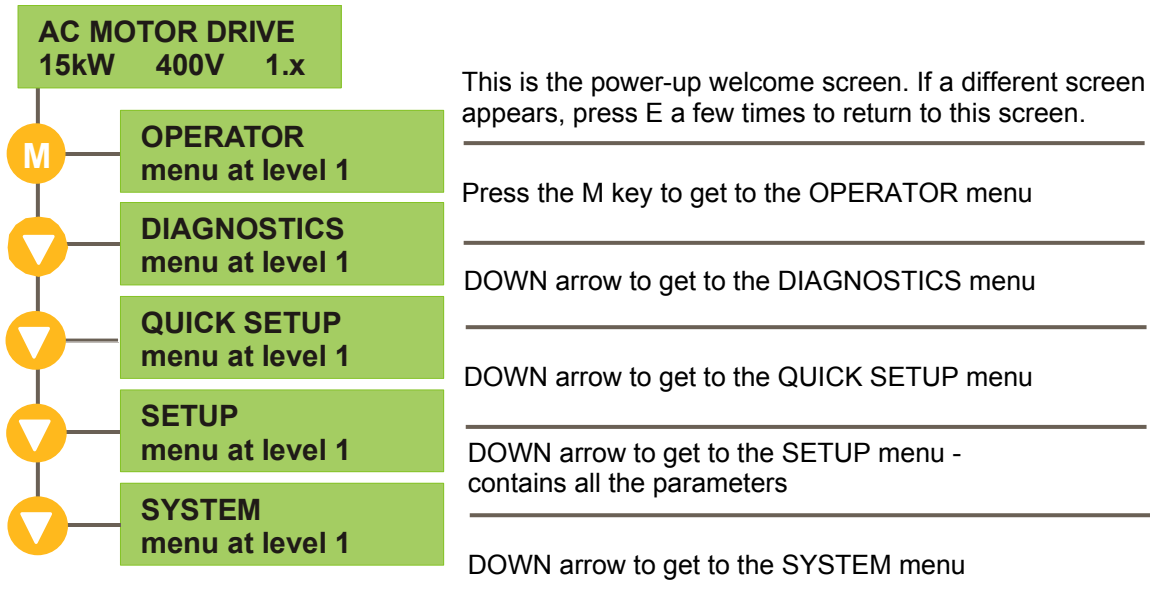 AC MOTOR DRIVE
15kW 400V 1.x
This is the power-up welcome screen. If a different screen
appears, press E a few times to return to this screen.
M
OPERATOR
menu at level 1
Press the M key to get to the OPERATOR menu
DIAGNOSTICS
menu at level 1
DOWN arrow to get to the DIAGNOSTICS menu
QUICK SETUP
menu at level 1
DOWN arrow to get to the QUICK SETUP menu
SETUP
menu at level 1
DOWN arrow to get to the SETUP menu -
contains all the parameters
SYSTEM
menu at level 1
DOWN arrow to get to the SYSTEM menu